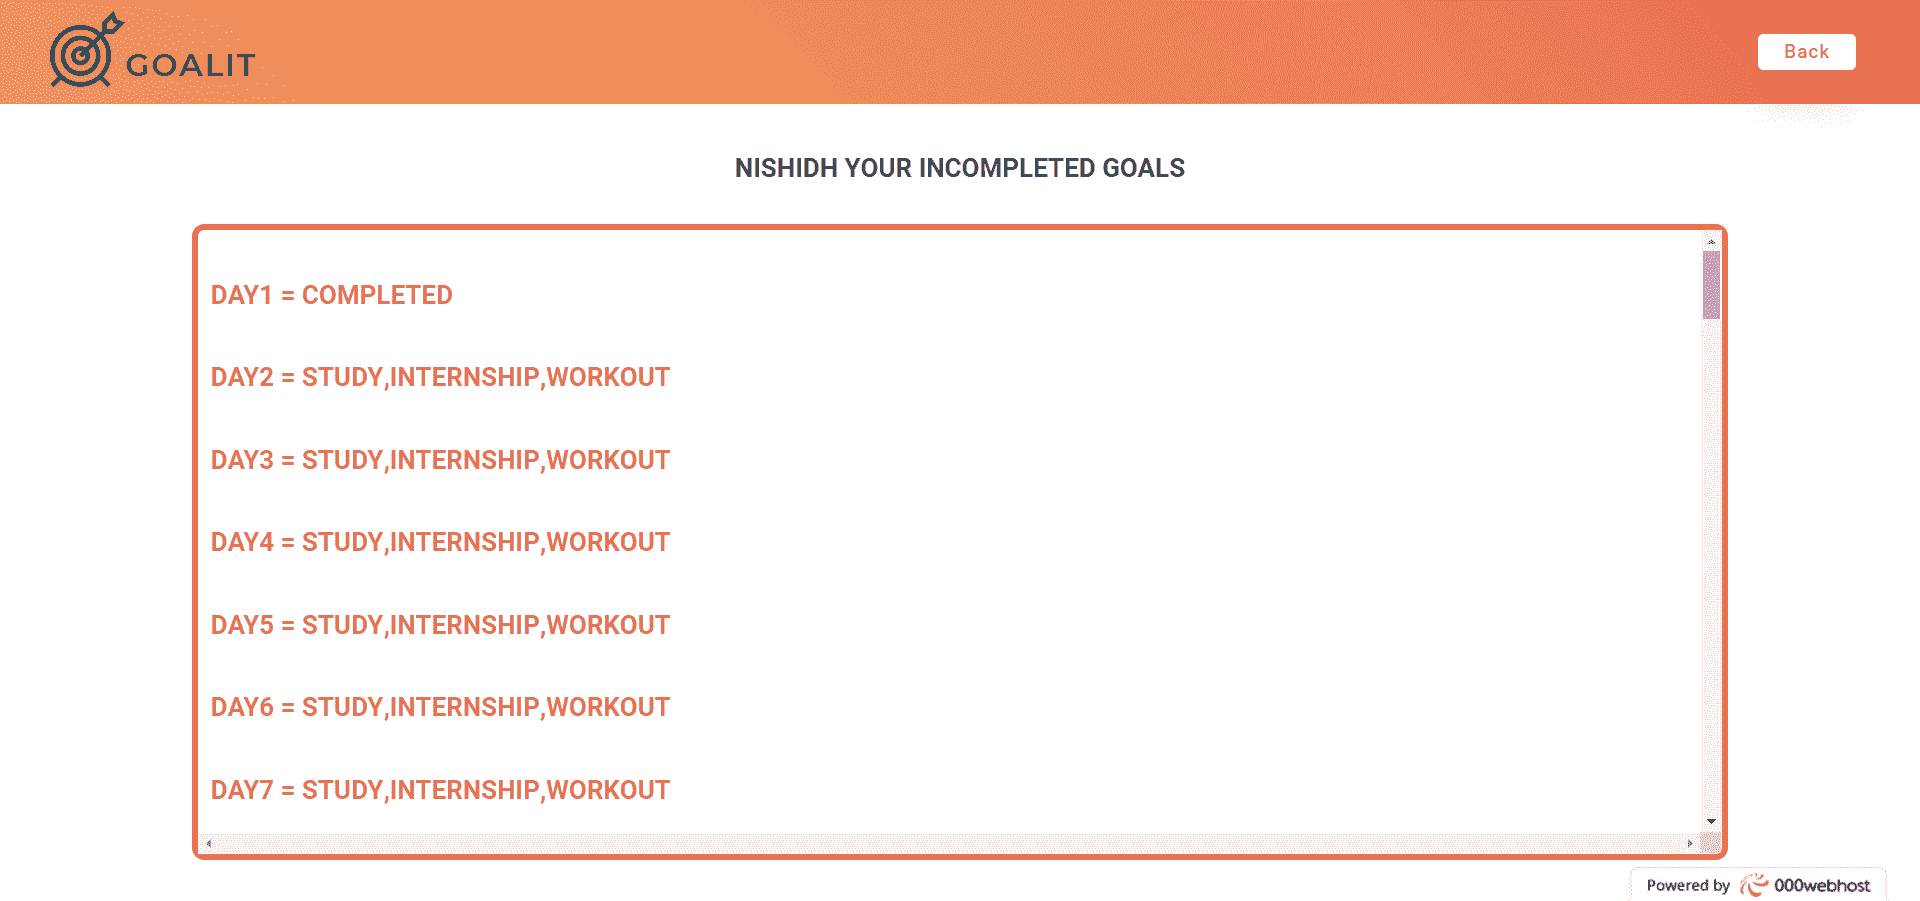 GOALIT
Back
NISHIDH YOUR INCOMPLETED GOALS
DAY1 = COMPLETED
DAY2 = STUDY,INTERNSHIP,WORKOUT
DAY3 = STUDY,INTERNSHIP,WORKOUT
DAY4 = STUDY,INTERNSHIP,WORKOUT
DAY5 = STUDY,INTERNSHIP,WORKOUT
DAY6 = STUDY,INTERNSHIP,WORKOUT
DAY7 = STUDY,INTERNSHIP,WORKOUT
Powered by 000webhost